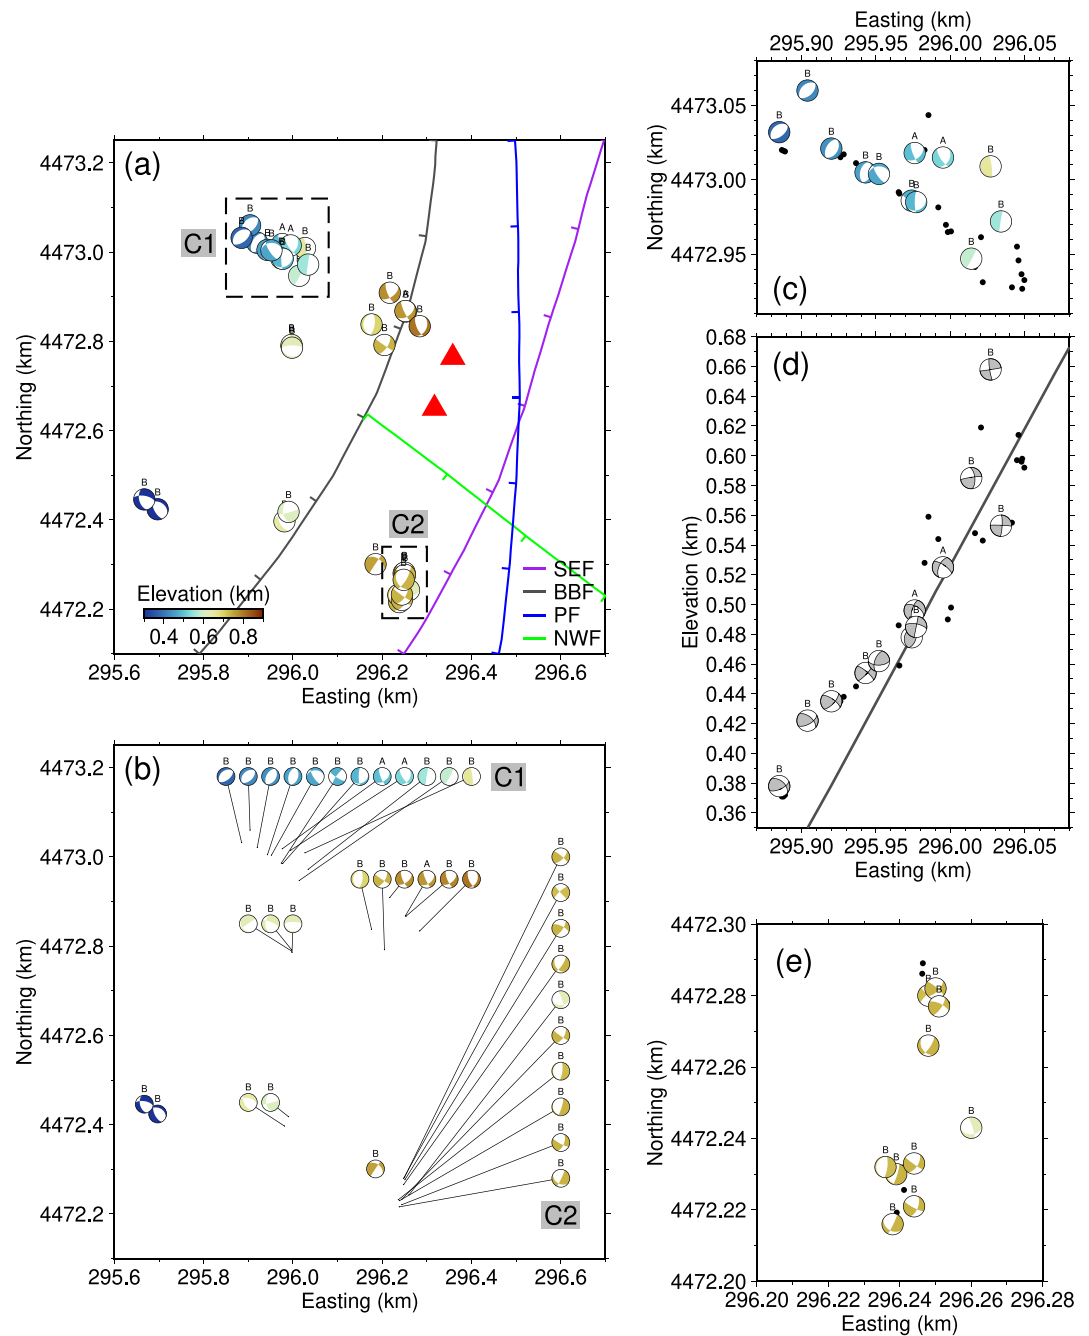 (a)
4473.2
4473.0
4472.8
4472.6
4472.4
4472.2
Northing (km)
C1
C2
B
B
B
A
A
B
B
B
B
B
B
B
B
B
B
B
B
B
Elevation (km)
0.4
0.6
0.8
SEF
BBF
PF
NWF
295.6
295.8
296.0
296.2
296.4
296.6
Easting (km)
(b)
4473.2
4473.0
4472.8
4472.6
4472.4
4472.2
Northing (km)
B B B B B B B A A B B B
C1
B B B A B B
B B B
B B
B B
B
B
B
B
B
B
B
B
B
B
B
C2
295.6
295.8
296.0
296.2
296.4
296.6
Easting (km)
Easting (km)
295.90
295.95
296.00
296.05
4473.05
4473.00
4472.95
Northing (km)
B
B
B
A
A
B
B
B
B
B
B
B
(c)
(d)
0.68
0.66
0.64
0.62
0.60
0.58
0.56
0.54
0.52
0.50
0.48
0.46
0.44
0.42
0.40
0.38
0.36
Elevation (km)
B
B
B
A
A
B
B
B
B
B
B
295.90
295.95
296.00
296.05
Easting (km)
(e)
4472.30
4472.28
4472.26
4472.24
4472.22
4472.20
Northing (km)
B
B
B
B
B
B
B
B
B
B
296.20
296.22
296.24
296.26
296.28
Easting (km)